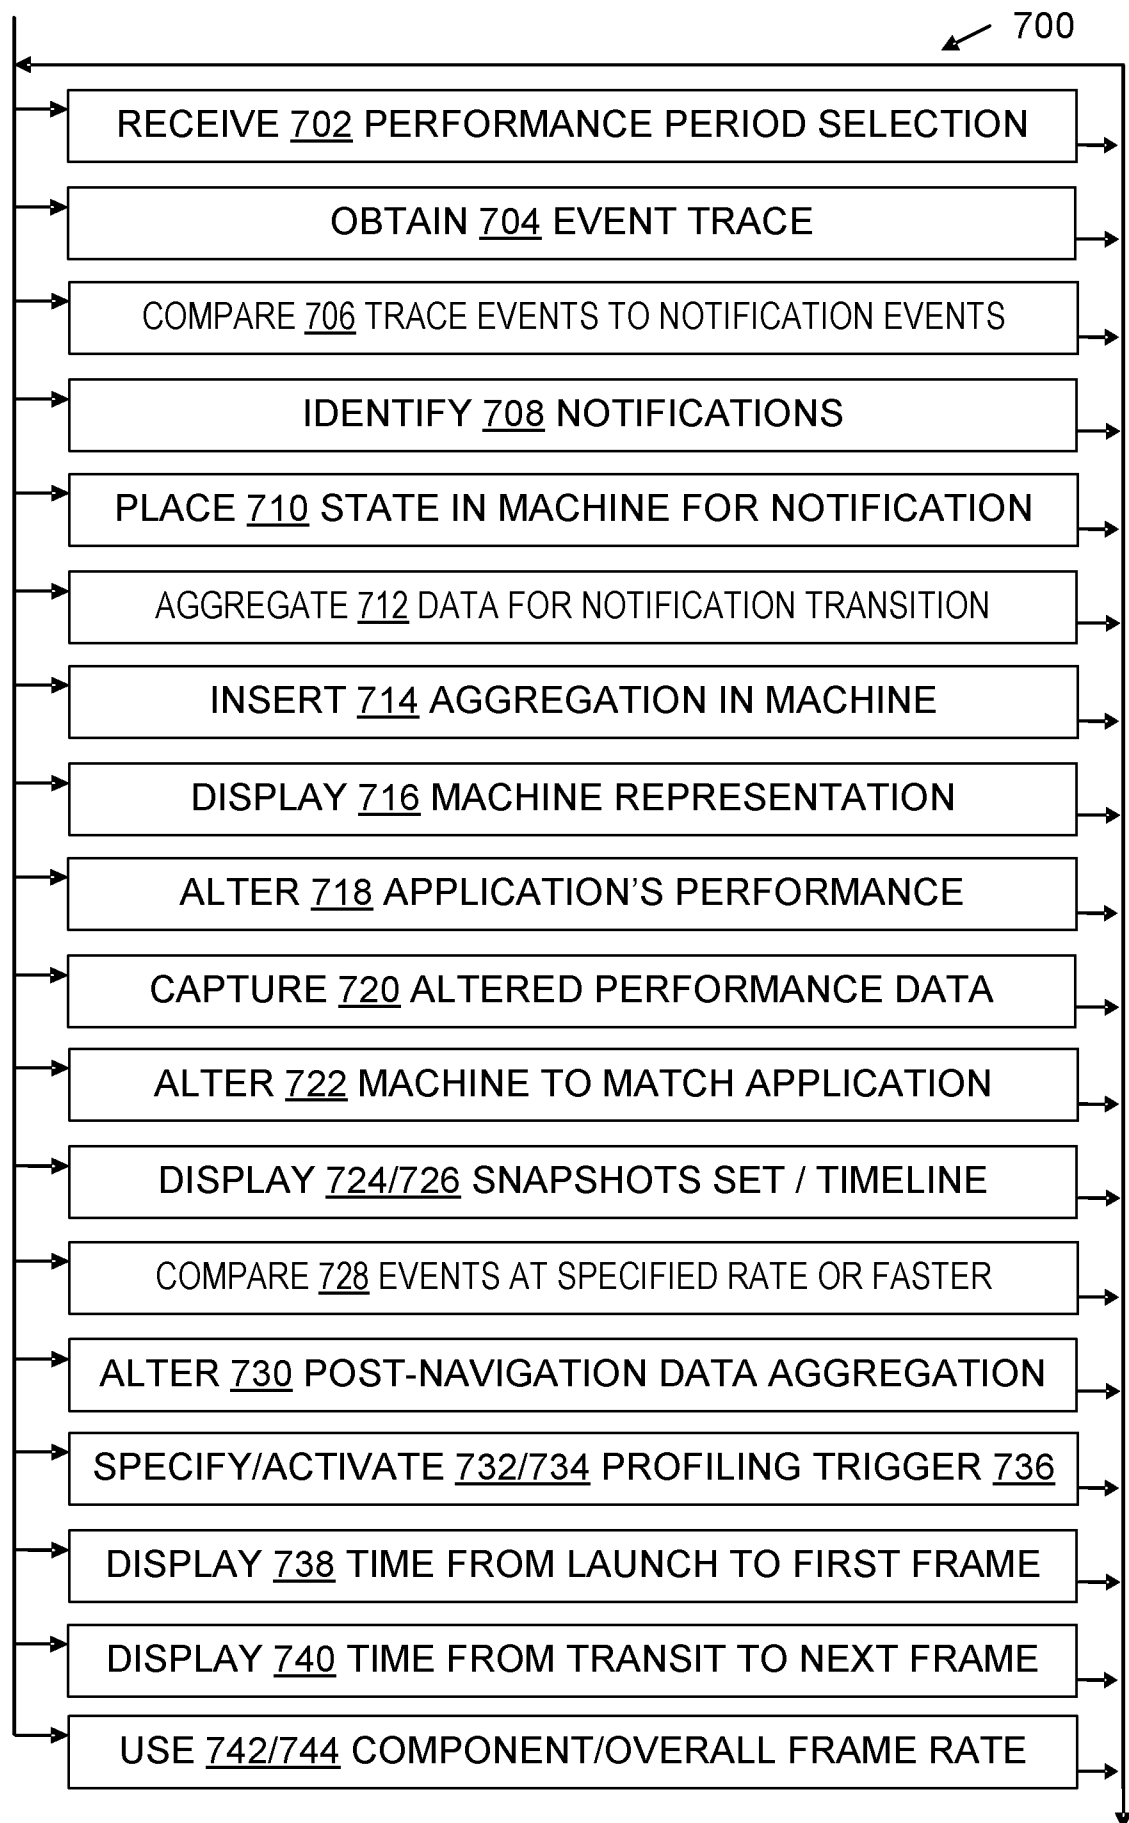 700
RECEIVE 702 PERFORMANCE PERIOD SELECTION
OBTAIN 704 EVENT TRACE
COMPARE 706 TRACE EVENTS TO NOTIFICATION EVENTS
IDENTIFY 708 NOTIFICATIONS
PLACE 710 STATE IN MACHINE FOR NOTIFICATION
AGGREGATE 712 DATA FOR NOTIFICATION TRANSITION
INSERT 714 AGGREGATION IN MACHINE
DISPLAY 716 MACHINE REPRESENTATION
ALTER 718 APPLICATION’S PERFORMANCE
CAPTURE 720 ALTERED PERFORMANCE DATA
ALTER 722 MACHINE TO MATCH APPLICATION
DISPLAY 724/726 SNAPSHOTS SET / TIMELINE
COMPARE 728 EVENTS AT SPECIFIED RATE OR FASTER
ALTER 730 POST-NAVIGATION DATA AGGREGATION
SPECIFY/ACTIVATE 732/734 PROFILING TRIGGER 736
DISPLAY 738 TIME FROM LAUNCH TO FIRST FRAME
DISPLAY 740 TIME FROM TRANSIT TO NEXT FRAME
USE 742/744 COMPONENT/OVERALL FRAME RATE